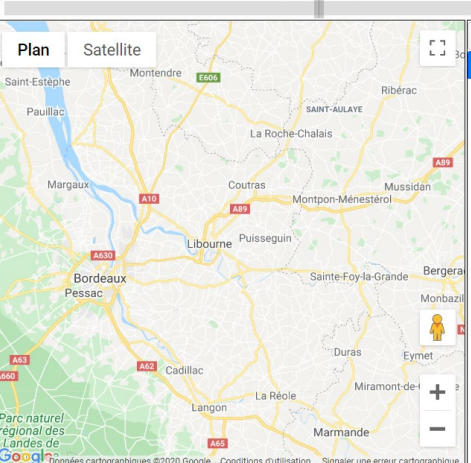 Plan
Satellite
Saint-Estèphe
Montendre
E606
Ribérac
Pauillac
SAINT-AULAYE
La Roche-Chalais
A89
Margaux
Coutras
Mussidan
A10
Montpon-Ménestérol
A89
Libourne
Puisseguin
A630
Bordeaux
Sainte-Foy-la-Grande
Bergera
Pessac
Monbazil
Duras
Eymet
A63
A62
Cadillac
A660
Miramont-de-
La Réole
Langon
Parc naturel
régional des
Landes de
Marmande
A65
Google
Données cartographiques ©2020 Google
Conditions d'utilisation
Signaler une erreur cartographique